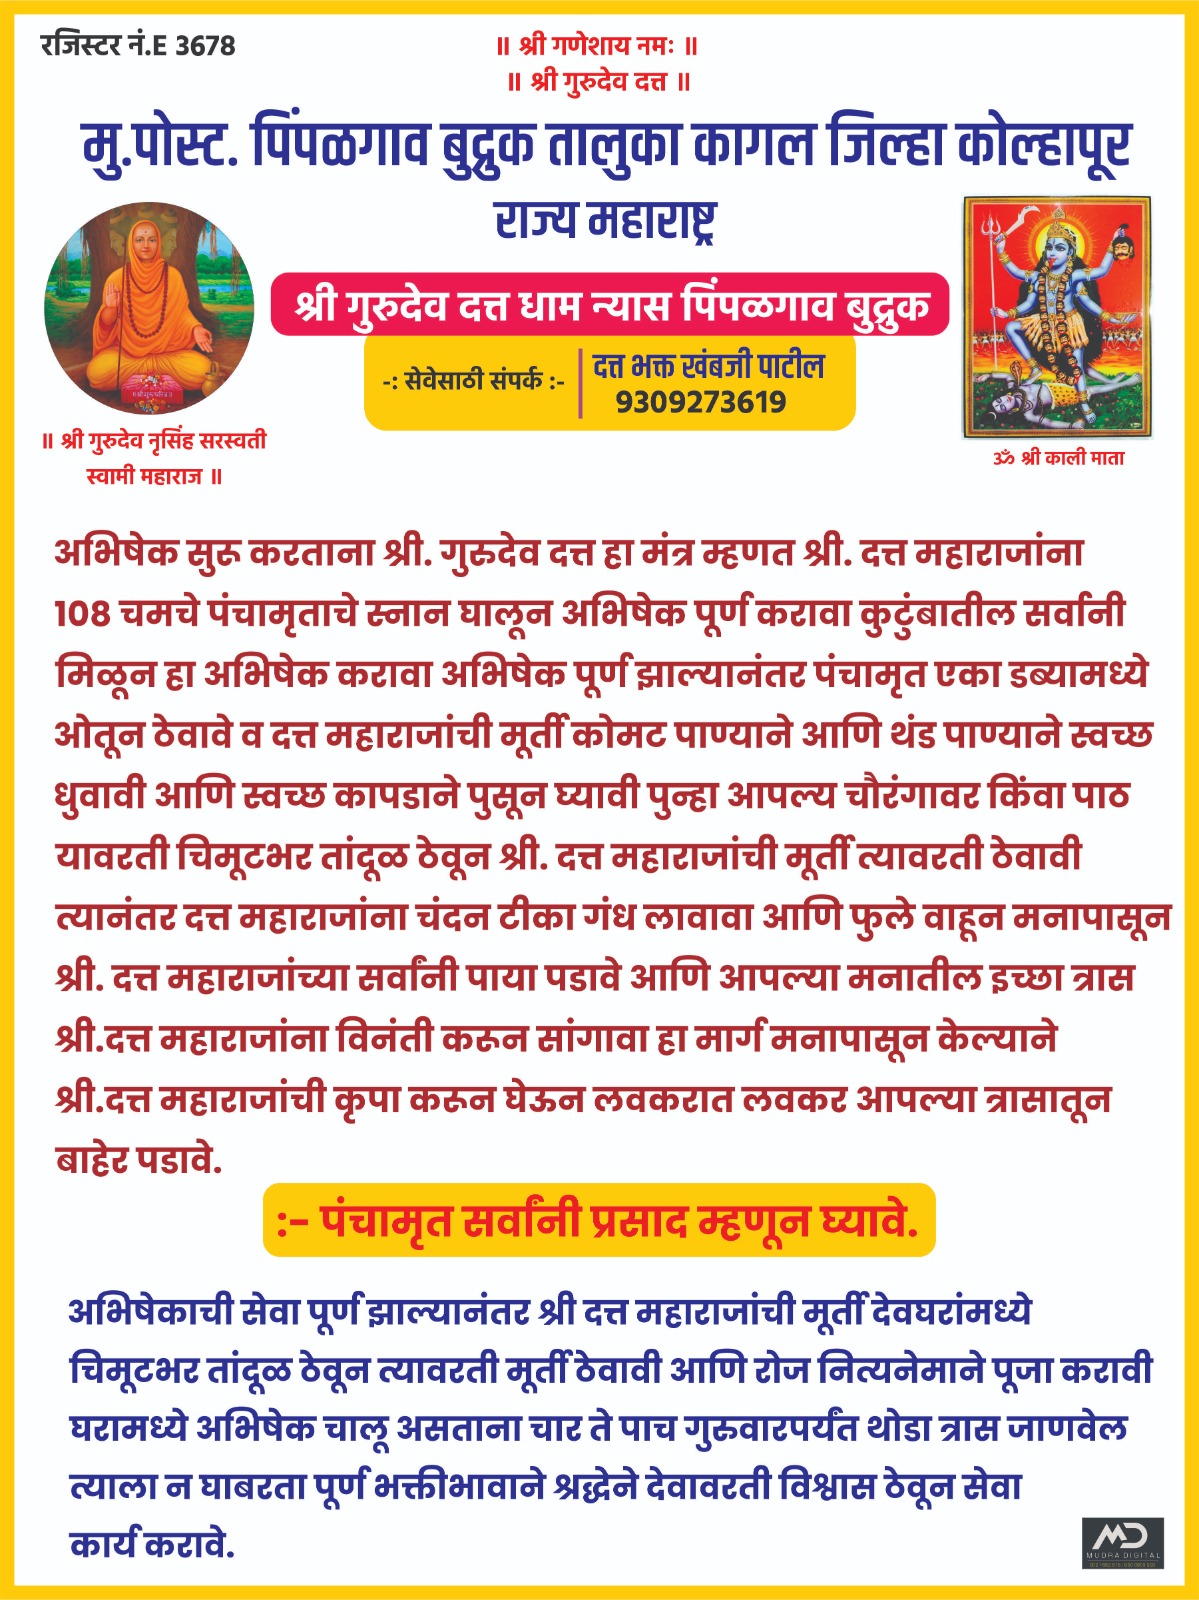 रजिस्टर नं.E 3678
॥ श्री गणेशाय नमः ॥
॥ श्री गुरुदेव दत्त ॥
मु.पोस्ट. पिंपळगाव बुद्रुक तालुका कागल जिल्हा कोल्हापूर
राज्य महाराष्ट्र
श्री गुरुदेव दत्त धाम न्यास पिंपळगाव बुद्रुक
-: सेवेसाठी संपर्क :-
दत्त भक्त खंबजी पाटील
9309273619
॥ श्री गुरुदेव नृसिंह सरस्वती
स्वामी महाराज ॥
ॐ श्री काली माता
अभिषेक सुरू करताना श्री. गुरुदेव दत्त हा मंत्र म्हणत श्री. दत्त महाराजांना
108 चमचे पंचामृताचे स्नान घालून अभिषेक पूर्ण करावा कुटुंबातील सर्वानी
मिळून हा अभिषेक करावा अभिषेक पूर्ण झाल्यानंतर पंचामृत एका डब्यामध्ये
ओतून ठेवावे व दत्त महाराजांची मूर्ती कोमट पाण्याने आणि थंड पाण्याने स्वच्छ
धुवावी आणि स्वच्छ कापडाने पुसून घ्यावी पुन्हा आपल्य चौरंगावर किंवा पाठ
यावरती चिमूटभर तांदूळ ठेवून श्री. दत्त महाराजांची मूर्ती त्यावरती ठेवावी
त्यानंतर दत्त महाराजांना चंदन टीका गंध लावावा आणि फुले वाहून मनापासून
श्री. दत्त महाराजांच्या सर्वांनी पाया पडावे आणि आपल्या मनातील इच्छा त्रास
श्री.दत्त महाराजांना विनंती करून सांगावा हा मार्ग मनापासून केल्याने
श्री.दत्त महाराजांची कृपा करून घेऊन लवकरात लवकर आपल्या त्रासातून
बाहेर पडावे.
:- पंचामृत सर्वांनी प्रसाद म्हणून घ्यावे.
अभिषेकाची सेवा पूर्ण झाल्यानंतर श्री दत्त महाराजांची मूर्ती देवघरांमध्ये
चिमूटभर तांदूळ ठेवून त्यावरती मूर्ती ठेवावी आणि रोज नित्यनेमाने पूजा करावी
घरामध्ये अभिषेक चालू असताना चार ते पाच गुरुवारपर्यंत थोडा त्रास जाणवेल
त्याला न घाबरता पूर्ण भक्तीभावाने श्रद्धेने देवावरती विश्वास ठेवून सेवा
कार्य करावे.
MD
MUDRA DIGITAL